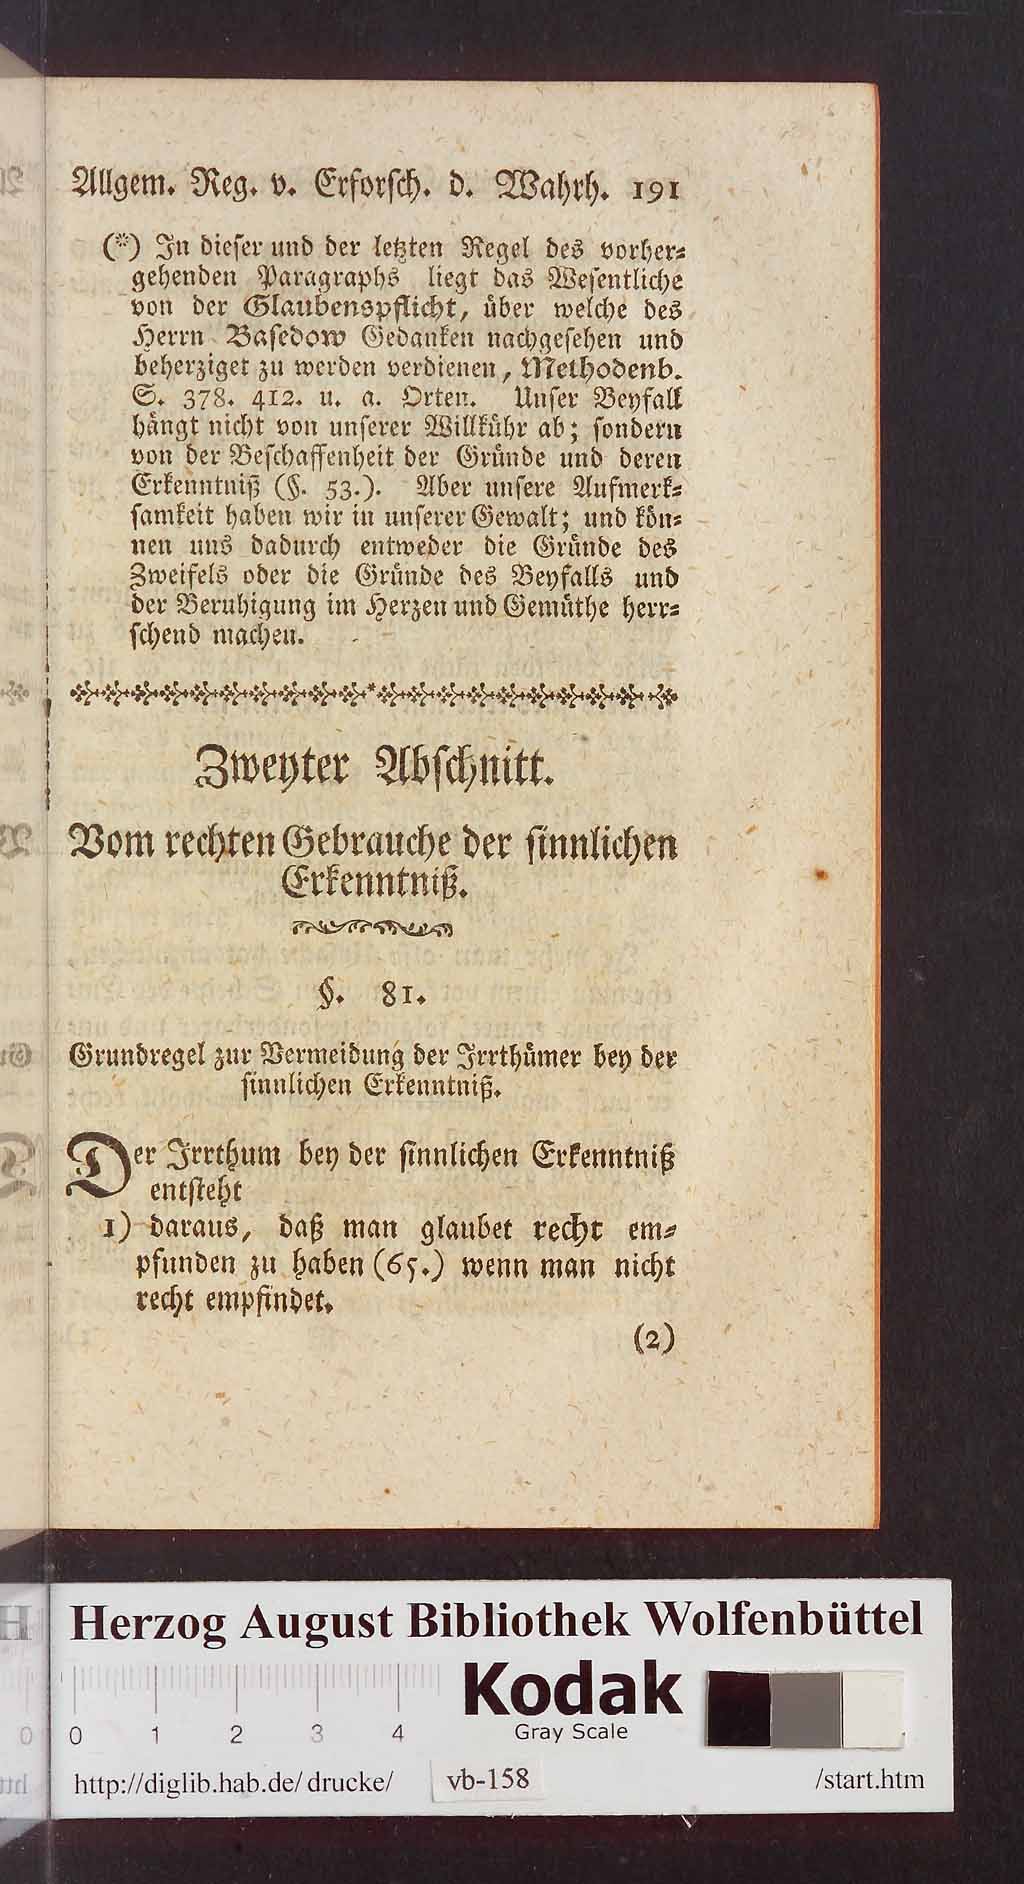 Allgem. Reg. v. Erforsch. d. Wahrh. 191
(*) In dieser und der letzten Regel des vorher⸗
gehenden Paragraphs liegt das Wesentliche
von der Glaubenspflicht, über welche des
Herrn Basedow Gedanken nachgesehen und
beherziget zu werden verdienen, Methodenb.
S. 378. 412. u. a. Orten. Unser Beyfall
hängt nicht von unserer Willkühr ab; sondern
von der Beschaffenheit der Gründe und deren
Erkenntniß (§. 53.). Aber unsere Aufmerk⸗
samkeit haben wir in unserer Gewalt; und kön⸗
nen uns dadurch entweder die Gründe des
Zweifels oder die Gründe des Beyfalls und
der Beruhigung im Herzen und Gemüthe herr⸗
schend machen.
Zweyter Abschnitt.
Vom rechten Gebrauche der sinnlichen
Erkenntniß.
§. 81.
Grundregel zur Vermeidung der Irrthümer bey der
sinnlichen Erkenntniß.
Der Irrthum bey der sinnlichen Erkenntniß
entsteht
1) daraus, daß man glaubet recht em⸗
pfunden zu haben (65.) wenn man nicht
recht empfindet.
(2)
Herzog August Bibliothek Wolfenbüttel
Kodak
Gray Scale
0 1 2 3 4
http://diglib.hab.de/drucke/ vb-158 /start.htm